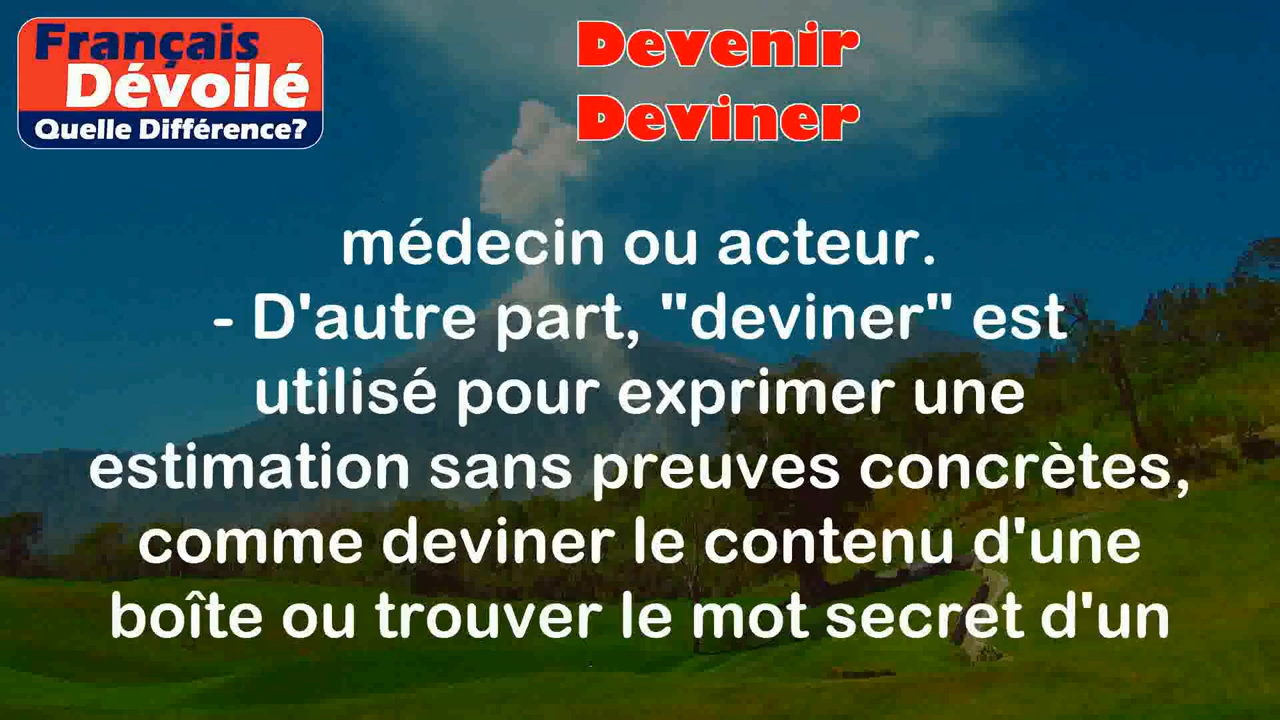 Français
Dévoilé
Quelle Différence?
Devenir
Deviner
médecin ou acteur.
- D'autre part, "deviner" est
utilisé pour exprimer une
estimation sans preuves concrètes,
comme deviner le contenu d'une
boîte ou trouver le mot secret d'un